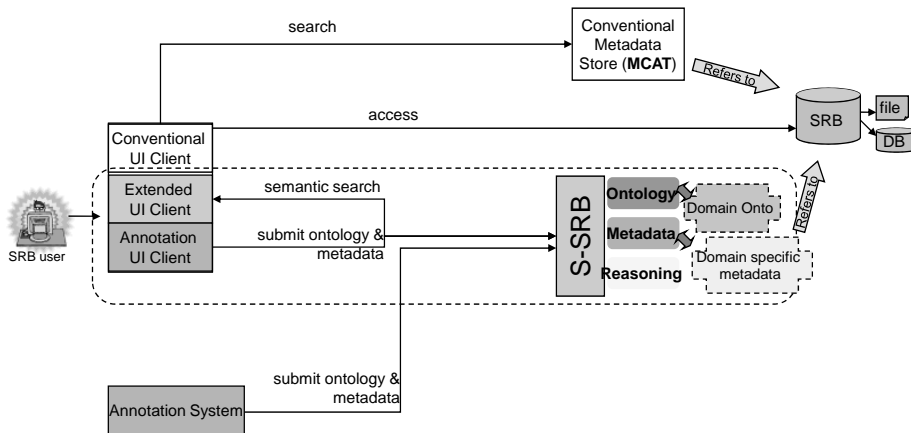 search
Conventional
Metadata
Store (MCAT)
Refers to
access
SRB
file
DB
Conventional
UI Client
Extended
UI Client
Annotation
UI Client
SRB user
semantic search
submit ontology &
metadata
S-SRB
Ontology
Metadata
Reasoning
Domain Onto
Domain specific
metadata
Refers to
submit ontology &
metadata
Annotation System